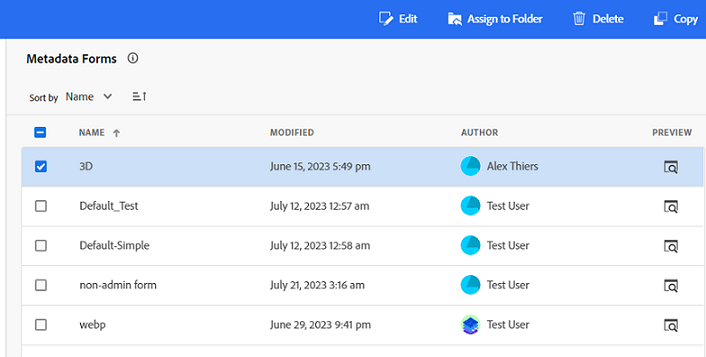 Edit Assign to Folder Delete Copy
Metadata Forms
Sort by Name
NAME MODIFIED AUTHOR PREVIEW
3D June 15, 2023 5:49 pm Alex Thiers
Default_Test July 12, 2023 12:57 am Test User
Default-Simple July 12, 2023 12:58 am Test User
non-admin form July 21, 2023 3:16 am Test User
webp June 29, 2023 9:41 pm Test User